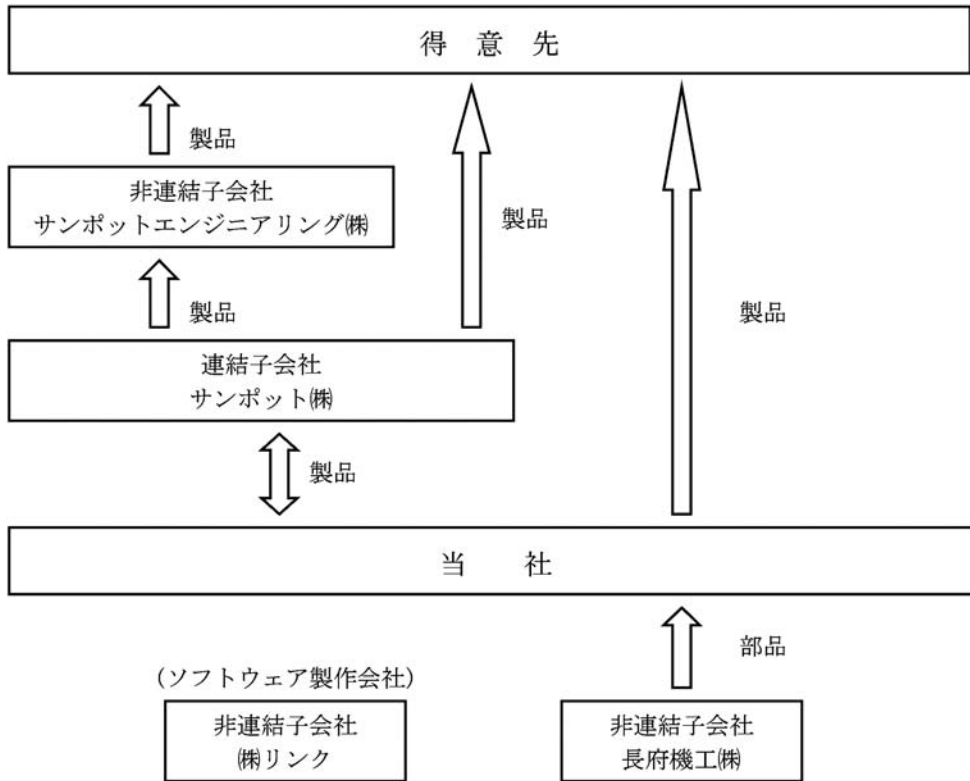 得 意 先
製品
非連結子会社
サンポットエンジニアリング㈱
製品
製品
製品
連結子会社
サンポット㈱
製品
当 社
部品
(ソフトウェア製作会社)
非連結子会社
㈱リンク
非連結子会社
長府機工㈱